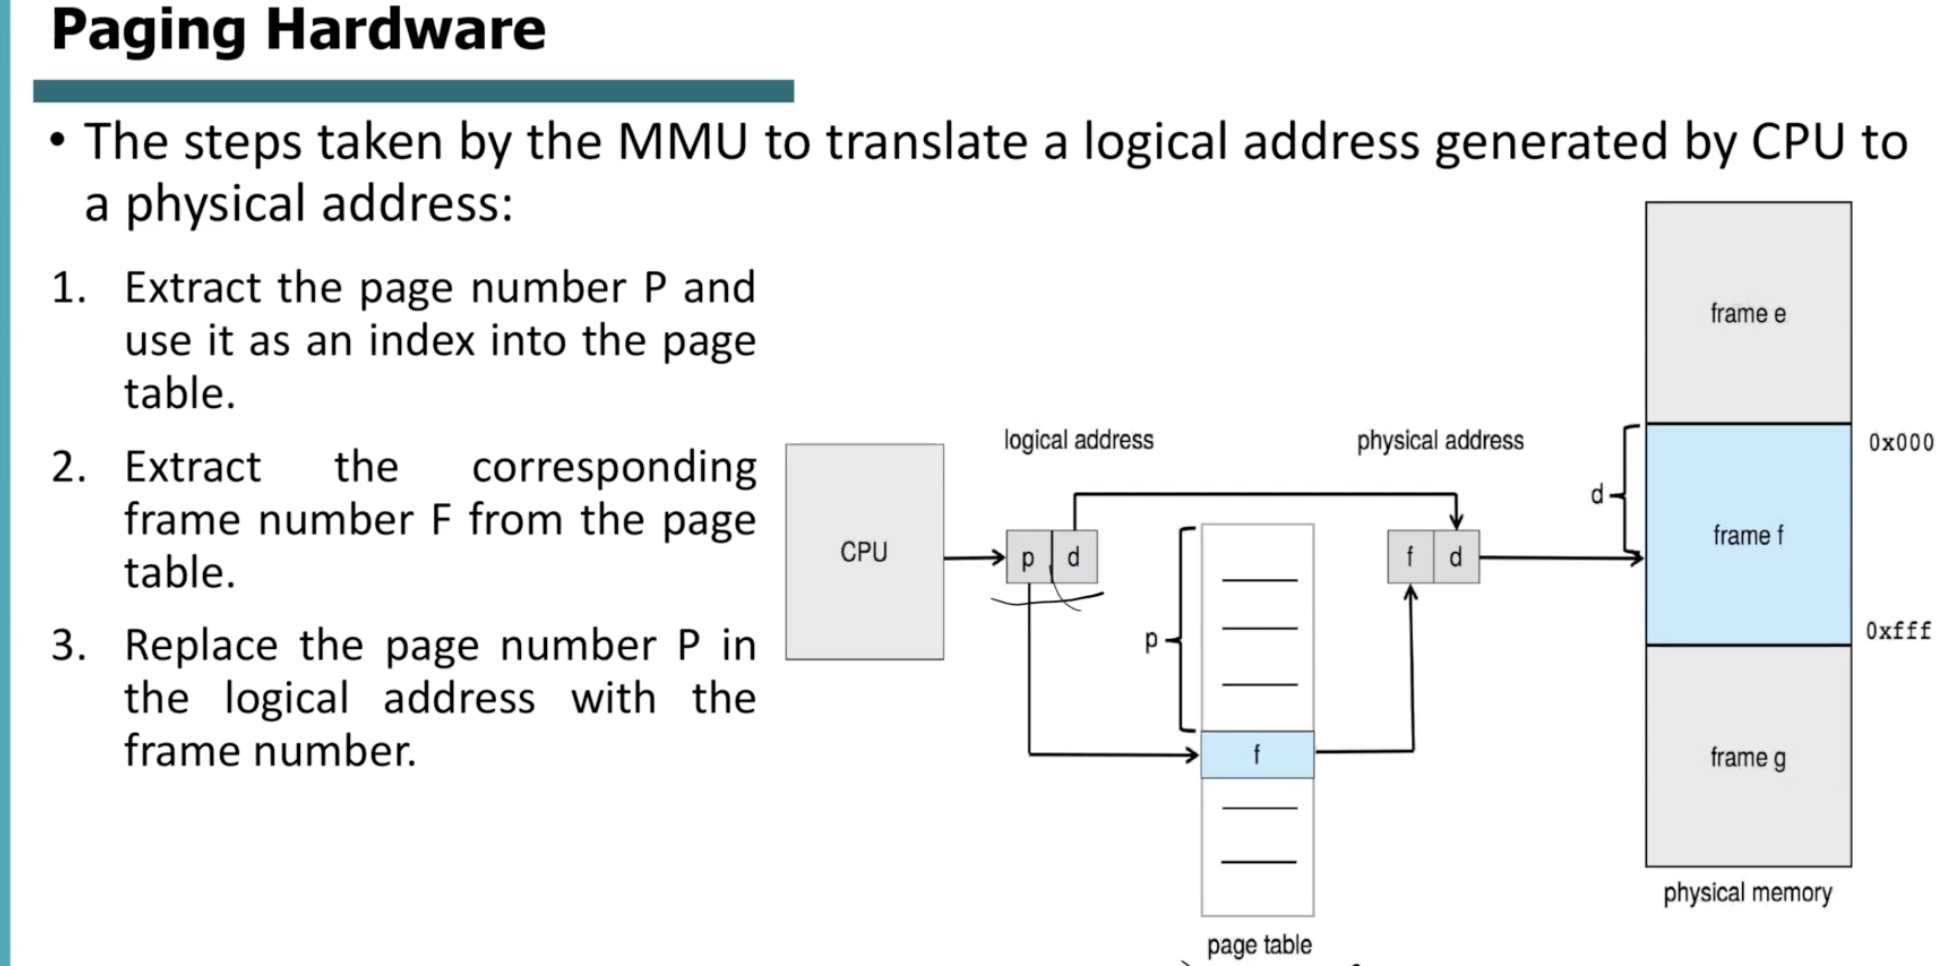 Paging Hardware
• The steps taken by the MMU to translate a logical address generated by CPU to
a physical address:
1. Extract the page number P and
use it as an index into the page
table.
2. Extract the corresponding
frame number F from the page
table.
3. Replace the page number P in
the logical address with the
frame number.
CPU
logical address
p d
p
f
page table
physical address
f d
d
frame e
0x000
frame f
0xfff
frame g
physical memory